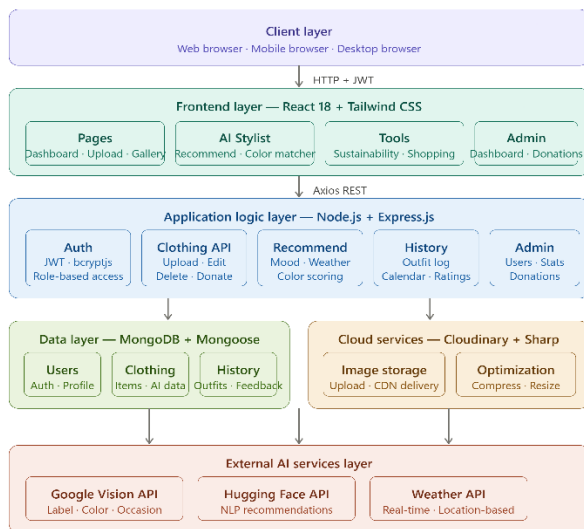 Client layer
Web browser · Mobile browser · Desktop browser
HTTP + JWT
Frontend layer — React 18 + Tailwind CSS
Pages
Dashboard · Upload · Gallery
AI Stylist
Recommend · Color matcher
Tools
Sustainability · Shopping
Admin
Dashboard · Donations
Axios REST
Application logic layer — Node.js + Express.js
Auth
JWT · bcryptjs
Role-based access
Clothing API
Upload · Edit
Delete · Donate
Recommend
Mood · Weather
Color scoring
History
Outfit log
Calendar · Ratings
Admin
Users · Stats
Donations
Data layer — MongoDB + Mongoose
Users
Auth · Profile
Clothing
Items · AI data
History
Outfits · Feedback
Cloud services — Cloudinary + Sharp
Image storage
Upload · CDN delivery
Optimization
Compress · Resize
External AI services layer
Google Vision API
Label · Color · Occasion
Hugging Face API
NLP recommendations
Weather API
Real-time · Location-based